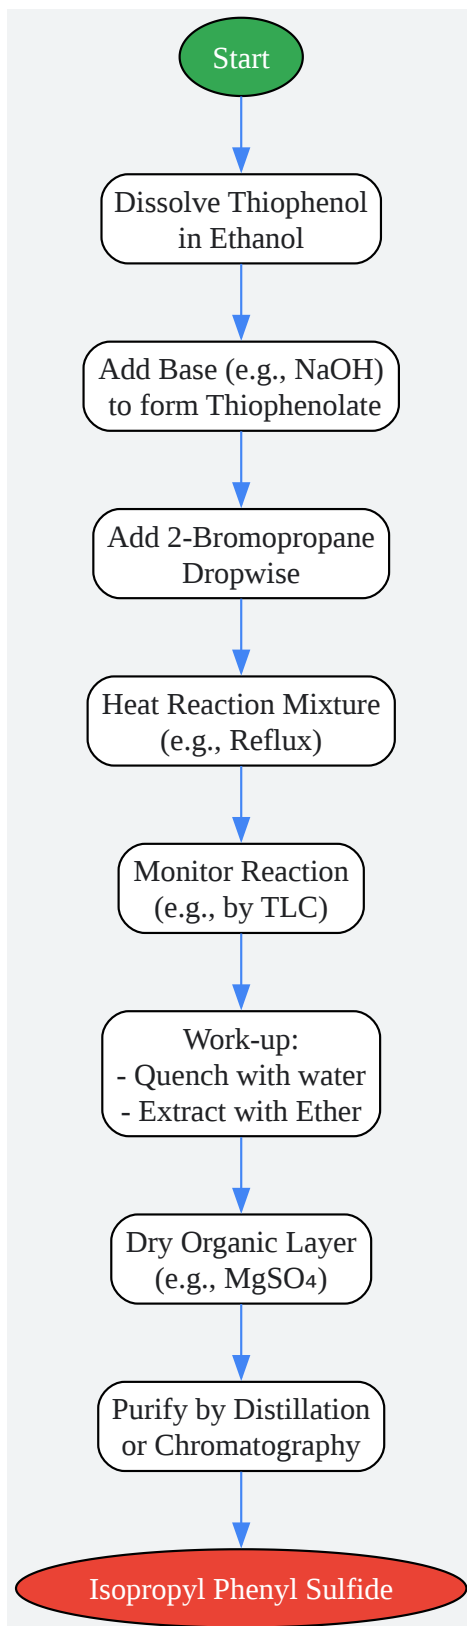 Start
Dissolve Thiophenol
in Ethanol
Add Base (e.g., NaOH)
to form Thiophenolate
Add 2-Bromopropane
Dropwise
Heat Reaction Mixture
(e.g., Reflux)
Monitor Reaction
(e.g., by TLC)
Work-up:
- Quench with water
- Extract with Ether
Dry Organic Layer
(e.g., MgSO₄)
Purify by Distillation
or Chromatography
Isopropyl Phenyl Sulfide